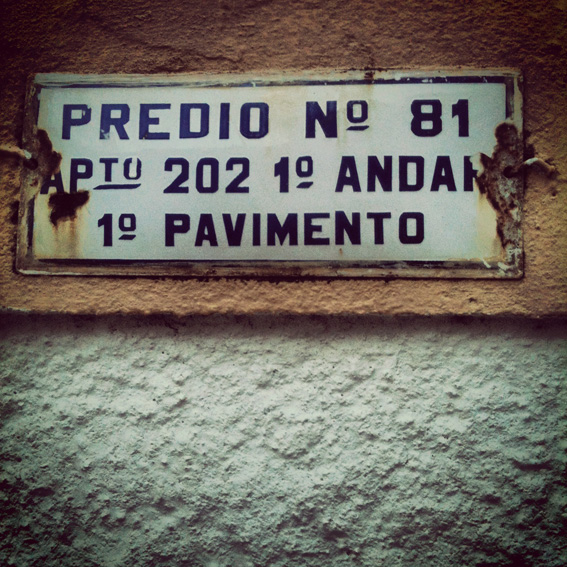 PREDIO Nº 81
APTO 202 1º ANDAR
1º PAVIMENTO